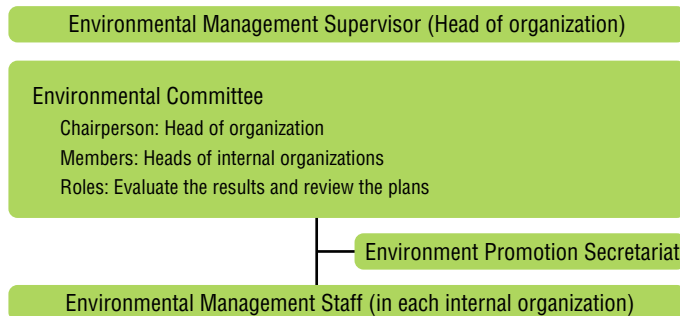 Environmental Management Supervisor (Head of organization)
Environmental Committee
Chairperson: Head of organization
Members: Heads of internal organizations
Roles: Evaluate the results and review the plans
Environment Promotion Secretariat
Environmental Management Staff (in each internal organization)